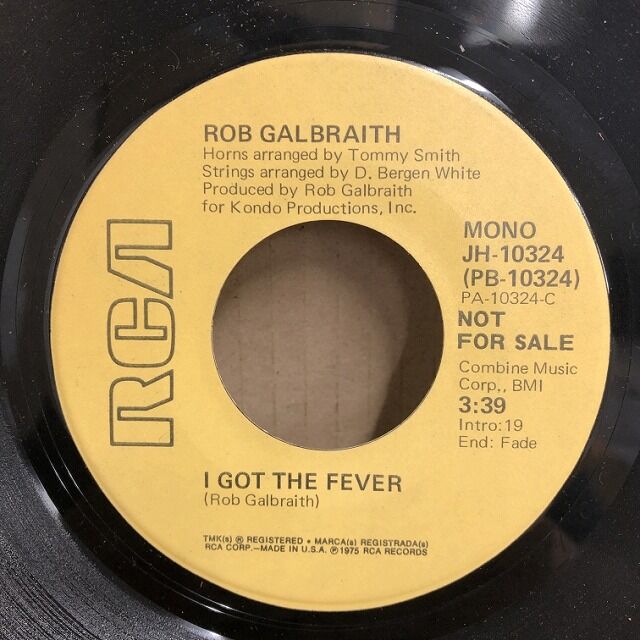 ROB GALBRAITH
Horns arranged by Tommy Smith
Strings arranged by D. Bergen White
Produced by Rob Galbraith
for Kondo Productions, Inc.
RCA
MONO
JH-10324
(PB-10324)
PA-10324-C
NOT
FOR SALE
Combine Music
Corp., BMI
3:39
Intro:19
End: Fade
I GOT THE FEVER
(Rob Galbraith)
TMK(s) ® REGISTERED • MARCA(s) REGISTRADA(s)
RCA CORP.—MADE IN U.S.A. ℗ 1975 RCA RECORDS